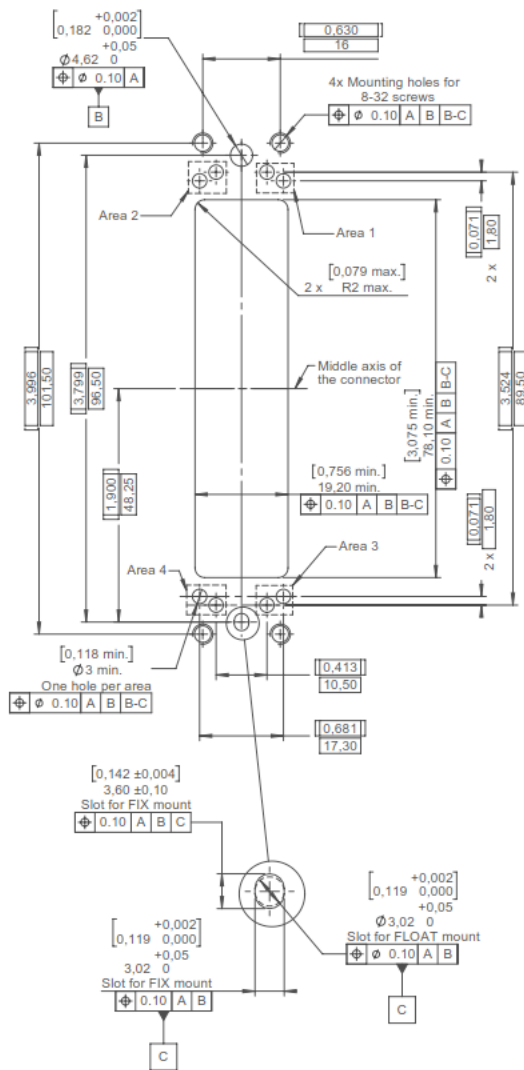 +0,002
[0,182 0,000]
+0,05
Ø4,62 0
⌖ Ø 0.10 A
B
0,630
16
4x Mounting holes for
8-32 screws
⌖ Ø 0.10 A B B-C
Area 2
Area 1
0,071
1,80
2 x
[0,079 max.]
2 x R2 max.
3,996
101,50
3,799
96,50
Middle axis of
the connector
[3,075 min.]
78,10 min.
⌖ 0.10 A B B-C
3,524
89,50
1,900
48,25
[0,756 min.]
19,20 min.
⌖ 0.10 A B B-C
0,071
1,80
2 x
Area 4
Area 3
[0,118 min.]
Ø3 min.
One hole per area
⌖ Ø 0.10 A B B-C
0,413
10,50
0,681
17,30
[0,142 ±0,004]
3,60 ±0,10
Slot for FIX mount
⌖ 0.10 A B C
+0,002
[0,119 0,000]
+0,05
Ø3,02 0
Slot for FLOAT mount
⌖ Ø 0.10 A B
C
+0,002
[0,119 0,000]
+0,05
3,02 0
Slot for FIX mount
⌖ 0.10 A B
C